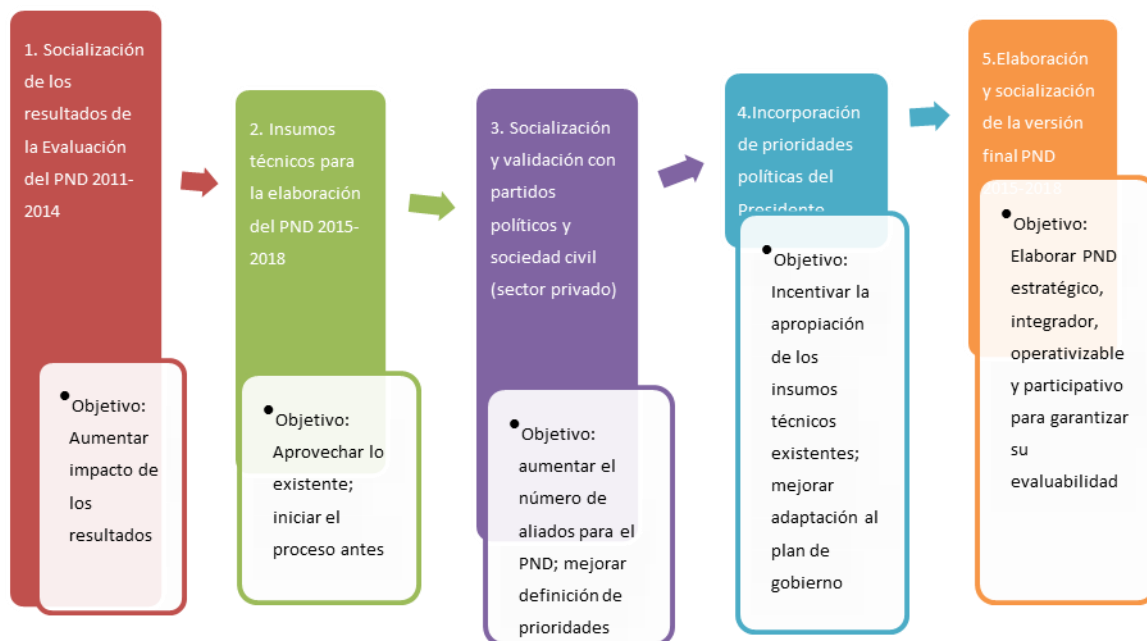 1. Socialización
de los
resultados de
la Evaluación
del PND 2011-
2014
Objetivo:
Aumentar
impacto de
los
resultados
2. Insumos
técnicos para
la elaboración
del PND 2015-
2018
Objetivo:
Aprovechar lo
existente;
iniciar el
proceso antes
3. Socialización
y validación con
partidos
políticos y
sociedad civil
(sector privado)
Objetivo:
aumentar el
número de
aliados para el
PND; mejorar
definición de
prioridades
4.Incorporación
de prioridades
políticas del
Presidente
Objetivo:
Incentivar la
apropiación
de los
insumos
técnicos
existentes;
mejorar
adaptación al
plan de
gobierno
5.Elaboración
y socialización
de la versión
final PND
2015-2018
Objetivo:
Elaborar PND
estratégico,
integrador,
operativizable
y participativo
para garantizar
su
evaluabilidad